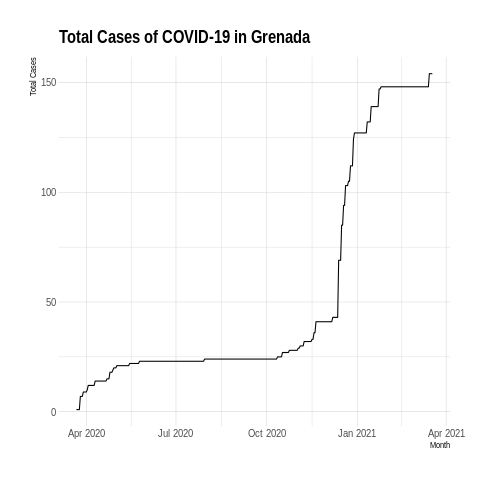 Total Cases of COVID-19 in Grenada
Total Cases
150
100
50
0
Apr 2020 Jul 2020 Oct 2020 Jan 2021 Apr 2021
Month